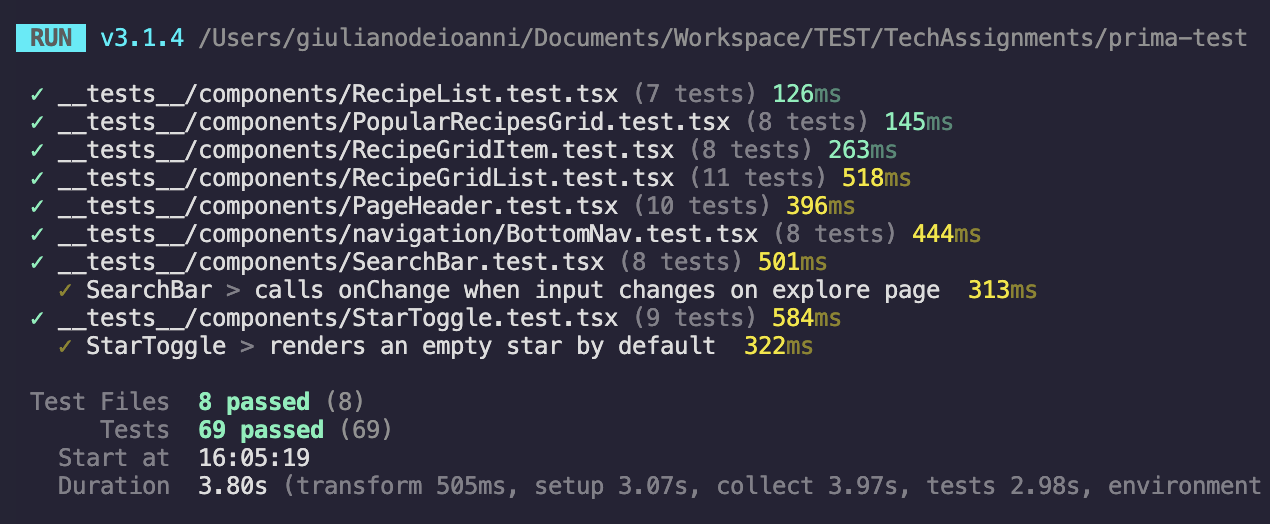 RUN v3.1.4 /Users/giulianodeioanni/Documents/Workspace/TEST/TechAssignments/prima-test
✓ __tests__/components/RecipeList.test.tsx (7 tests) 126ms
✓ __tests__/components/PopularRecipesGrid.test.tsx (8 tests) 145ms
✓ __tests__/components/RecipeGridItem.test.tsx (8 tests) 263ms
✓ __tests__/components/RecipeGridList.test.tsx (11 tests) 518ms
✓ __tests__/components/PageHeader.test.tsx (10 tests) 396ms
✓ __tests__/components/navigation/BottomNav.test.tsx (8 tests) 444ms
✓ __tests__/components/SearchBar.test.tsx (8 tests) 501ms
✓ SearchBar > calls onChange when input changes on explore page 313ms
✓ __tests__/components/StarToggle.test.tsx (9 tests) 584ms
✓ StarToggle > renders an empty star by default 322ms
Test Files 8 passed (8)
Tests 69 passed (69)
Start at 16:05:19
Duration 3.80s (transform 505ms, setup 3.07s, collect 3.97s, tests 2.98s, environment